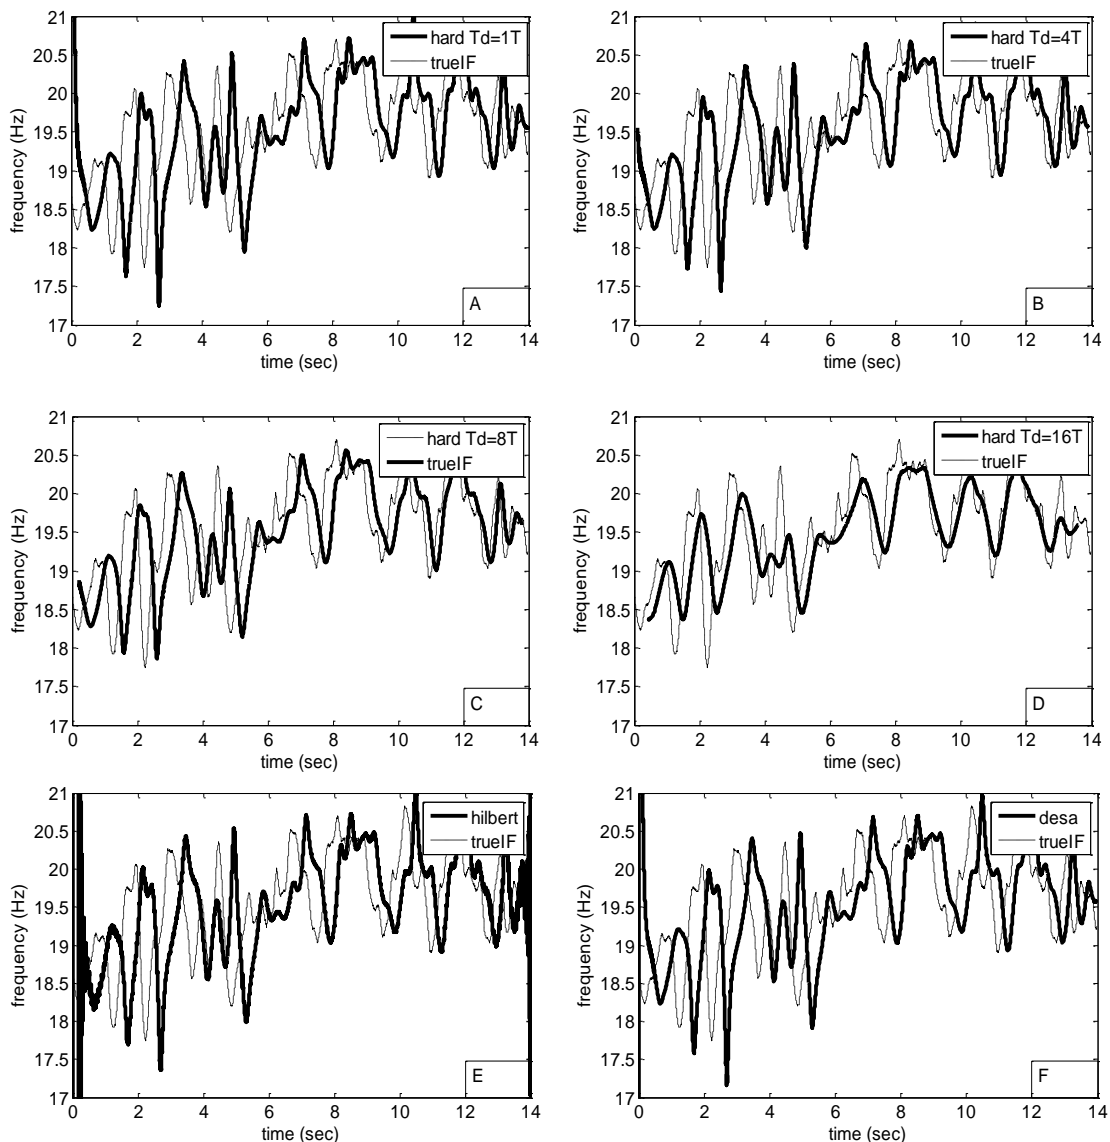 21
20.5
20
19.5
19
18.5
18
17.5
17
frequency (Hz)
0 2 4 6 8 10 12 14
time (sec)
hard Td=1T
trueIF
A
21
20.5
20
19.5
19
18.5
18
17.5
17
frequency (Hz)
0 2 4 6 8 10 12 14
time (sec)
hard Td=4T
trueIF
B
21
20.5
20
19.5
19
18.5
18
17.5
17
frequency (Hz)
0 2 4 6 8 10 12 14
time (sec)
hard Td=8T
trueIF
C
21
20.5
20
19.5
19
18.5
18
17.5
17
frequency (Hz)
0 2 4 6 8 10 12 14
time (sec)
hard Td=16T
trueIF
D
21
20.5
20
19.5
19
18.5
18
17.5
17
frequency (Hz)
0 2 4 6 8 10 12 14
time (sec)
hilbert
trueIF
E
21
20.5
20
19.5
19
18.5
18
17.5
17
frequency (Hz)
0 2 4 6 8 10 12 14
time (sec)
desa
trueIF
F